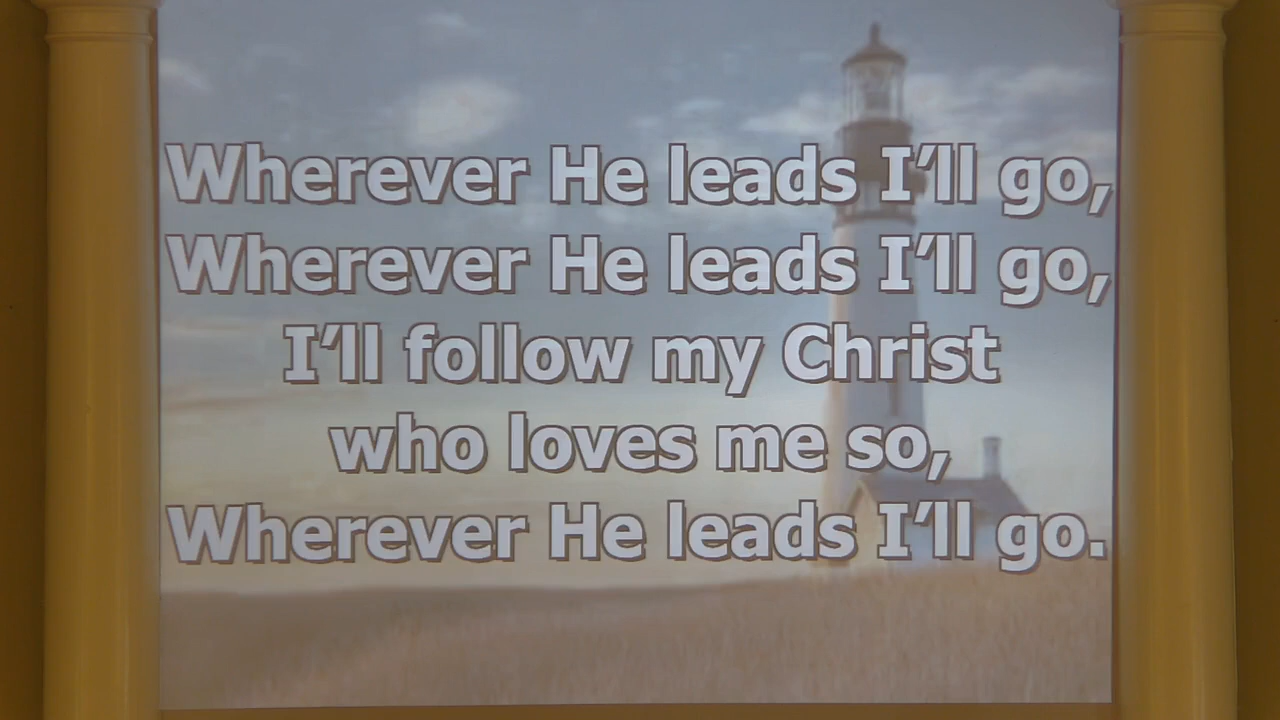 Wherever He leads I'll go,
Wherever He leads I'll go,
I'll follow my Christ
who loves me so,
Wherever He leads I'll go.